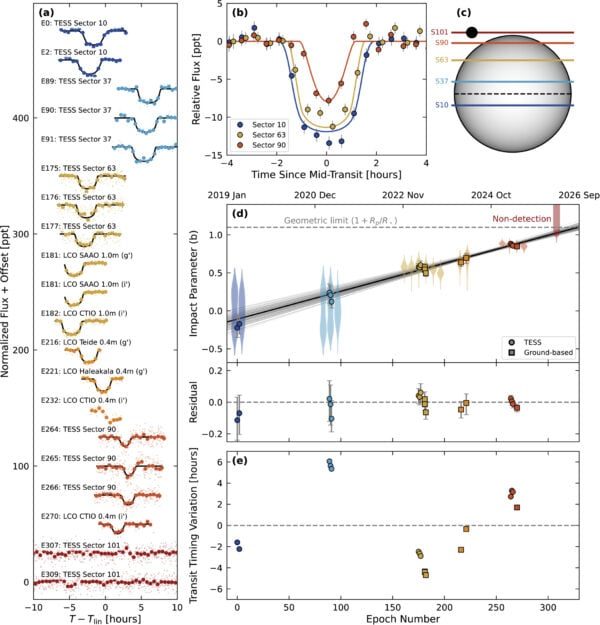 (a)
E0: TESS Sector 10
E2: TESS Sector 10
E89: TESS Sector 37
E90: TESS Sector 37
E91: TESS Sector 37
E175: TESS Sector 63
E176: TESS Sector 63
E177: TESS Sector 63
E181: LCO SAAO 1.0m (g')
E181: LCO SAAO 1.0m (i')
E182: LCO CTIO 1.0m (i')
E216: LCO Teide 0.4m (g')
E221: LCO Haleakala 0.4m (g')
E232: LCO CTIO 0.4m (i')
E264: TESS Sector 90
E265: TESS Sector 90
E266: TESS Sector 90
E270: LCO CTIO 0.4m (i')
E307: TESS Sector 101
E309: TESS Sector 101
Normalized Flux + Offset [ppt]
400
300
200
100
0
−10 −5 0 5 10
T − Tlin [hours]
(b)
Relative Flux [ppt]
5
0
−5
−10
−15
Sector 10
Sector 63
Sector 90
−4 −2 0 2 4
Time Since Mid-Transit [hours]
(c)
S101
S90
S63
S37
S10
2019 Jan 2020 Dec 2022 Nov 2024 Oct 2026 Sep
(d)
Geometric limit (1 + Rp/R⋆)
Non-detection
Impact Parameter (b)
1.0
0.5
0.0
−0.5
TESS
Ground-based
Residual
0.2
0.0
−0.2
(e)
Transit Timing Variation [hours]
6
4
2
0
−2
−4
−6
0 50 100 150 200 250 300
Epoch Number